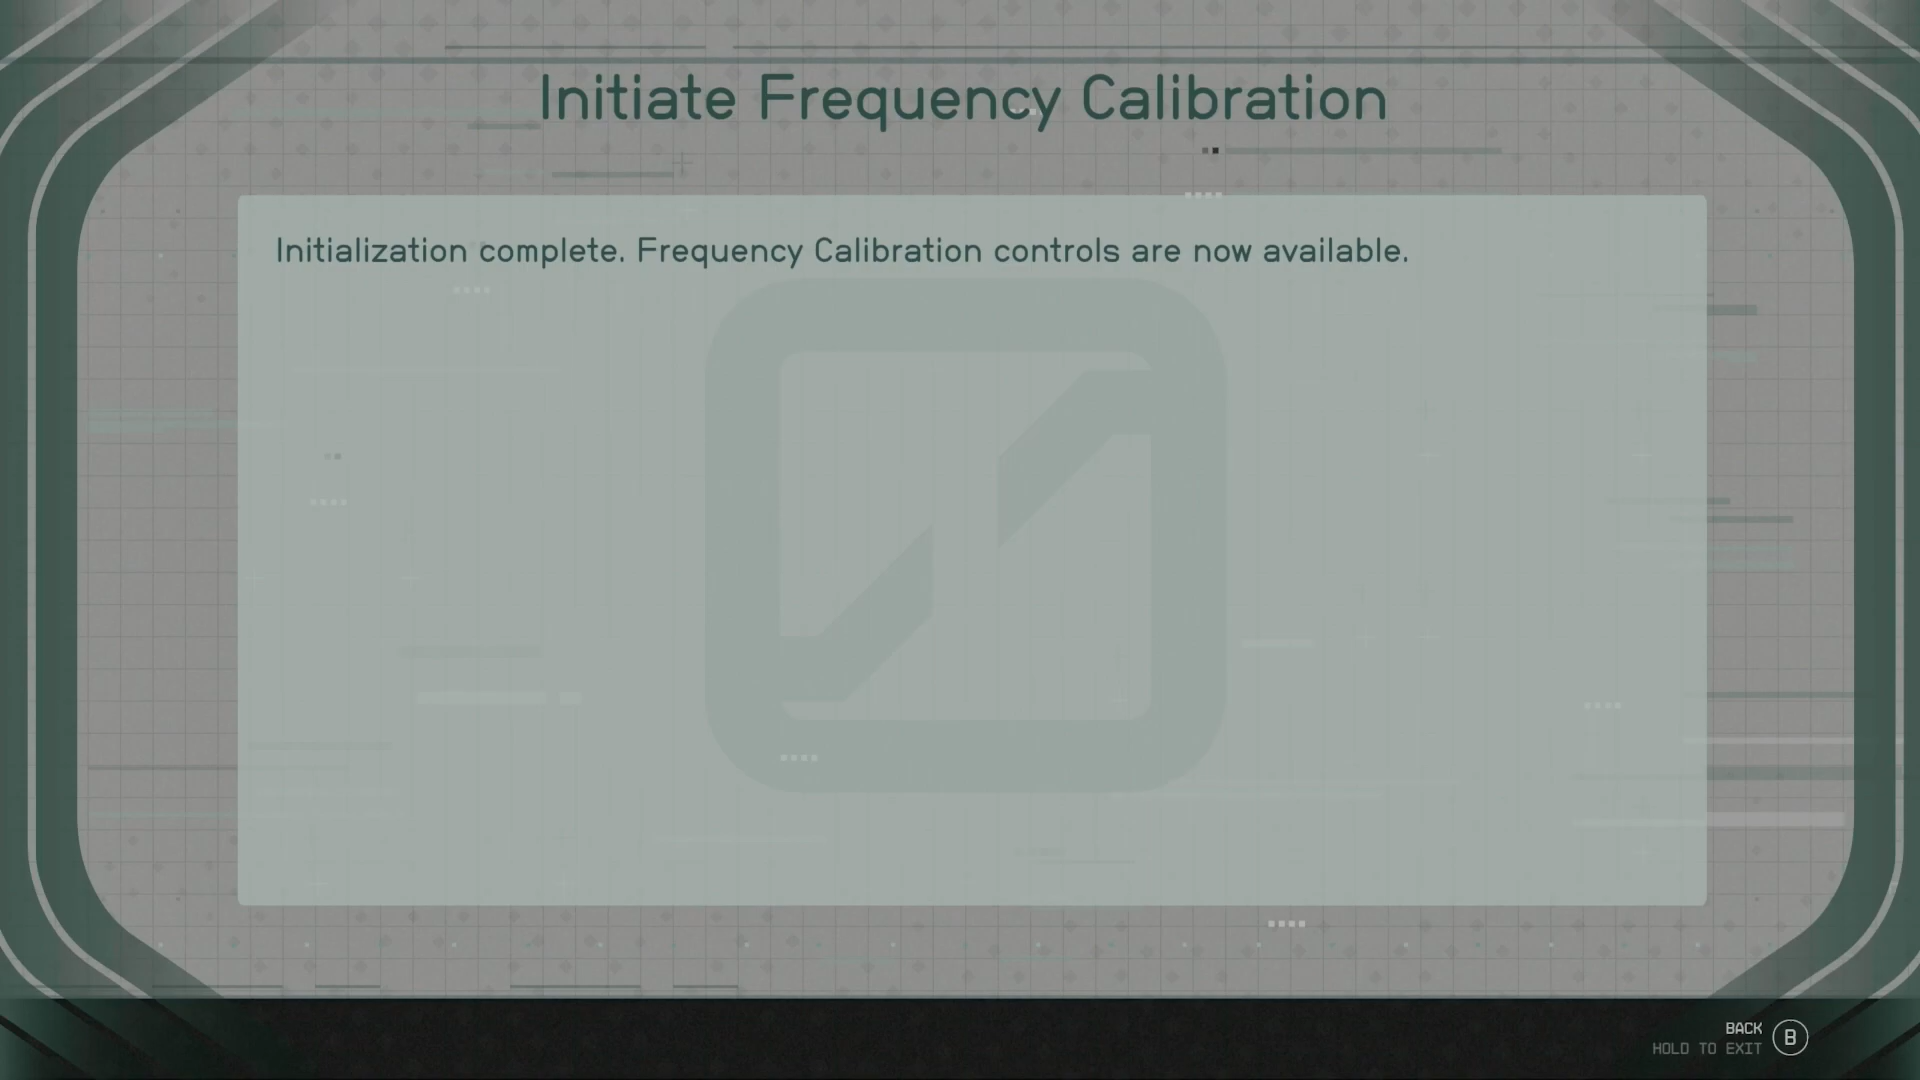 Initiate Frequency Calibration
Initialization complete. Frequency Calibration controls are now available.
BACK
HOLD TO EXIT
B